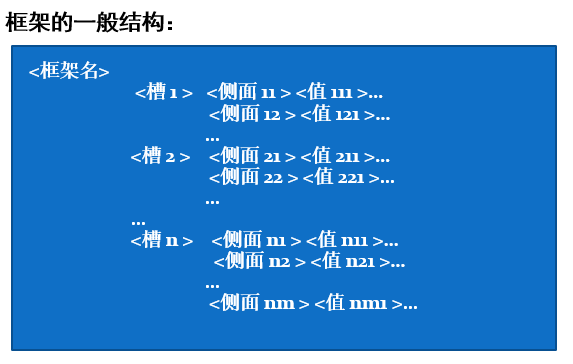 框架的一般结构：
<框架名>
<槽 1 > <侧面 11 > <值 111 >...
<侧面 12 > <值 121 >...
...
<槽 2 > <侧面 21 > <值 211 >...
<侧面 22 > <值 221 >...
...
...
<槽 n > <侧面 n1 > <值 n11 >...
<侧面 n2 > <值 n21 >...
...
<侧面 nm > <值 nm1 >...